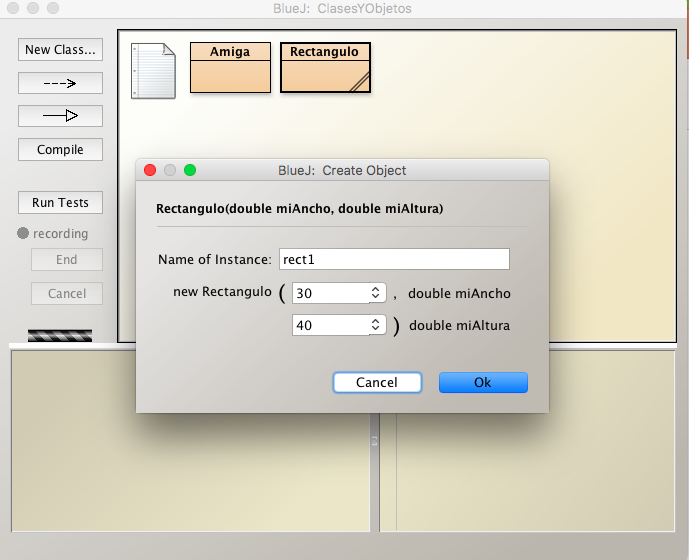 BlueJ: ClasesYObjetos
New Class...
Compile
Run Tests
recording
End
Cancel
Amiga
Rectangulo
BlueJ: Create Object
Rectangulo(double miAncho, double miAltura)
Name of Instance: rect1
new Rectangulo ( 30 , double miAncho
40 ) double miAltura
Cancel Ok